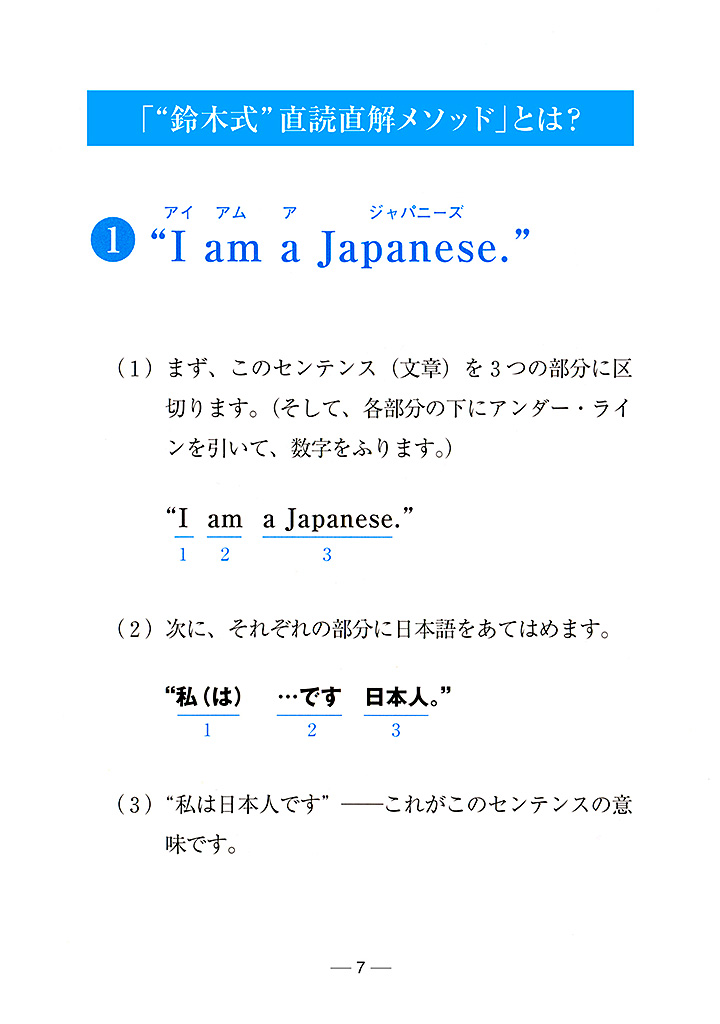 「“鈴木式”直読直解メソッド」とは？
アイ アム ア ジャパニーズ
1 “I am a Japanese.”
（1）まず、このセンテンス（文章）を3つの部分に区
切ります。（そして、各部分の下にアンダー・ライ
ンを引いて、数字をふります。）
“I am a Japanese.”
1 2 3
（2）次に、それぞれの部分に日本語をあてはめます。
“私（は） …です 日本人。”
1 2 3
（3）“私は日本人です”――これがこのセンテンスの意
味です。
— 7 —